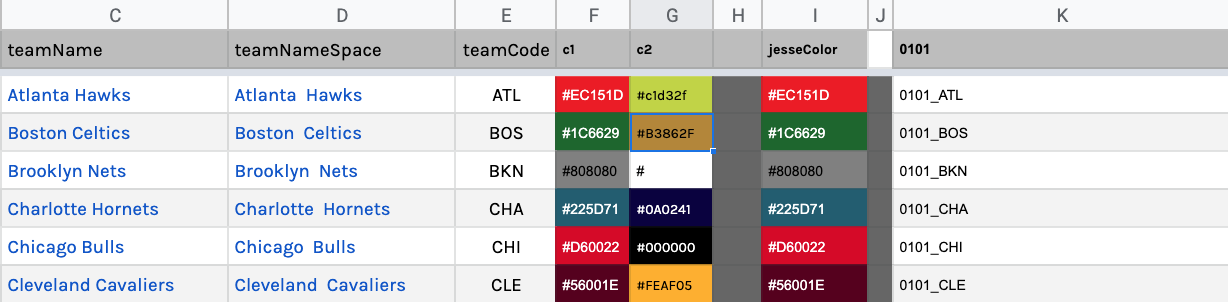 C D E F G H I J K
teamName teamNameSpace teamCode c1 c2 jesseColor 0101
Atlanta Hawks Atlanta  Hawks ATL #EC151D #c1d32f #EC151D 0101_ATL
Boston Celtics Boston  Celtics BOS #1C6629 #B3862F #1C6629 0101_BOS
Brooklyn Nets Brooklyn  Nets BKN #808080 # #808080 0101_BKN
Charlotte Hornets Charlotte  Hornets CHA #225D71 #0A0241 #225D71 0101_CHA
Chicago Bulls Chicago  Bulls CHI #D60022 #000000 #D60022 0101_CHI
Cleveland Cavaliers Cleveland  Cavaliers CLE #56001E #FEAF05 #56001E 0101_CLE